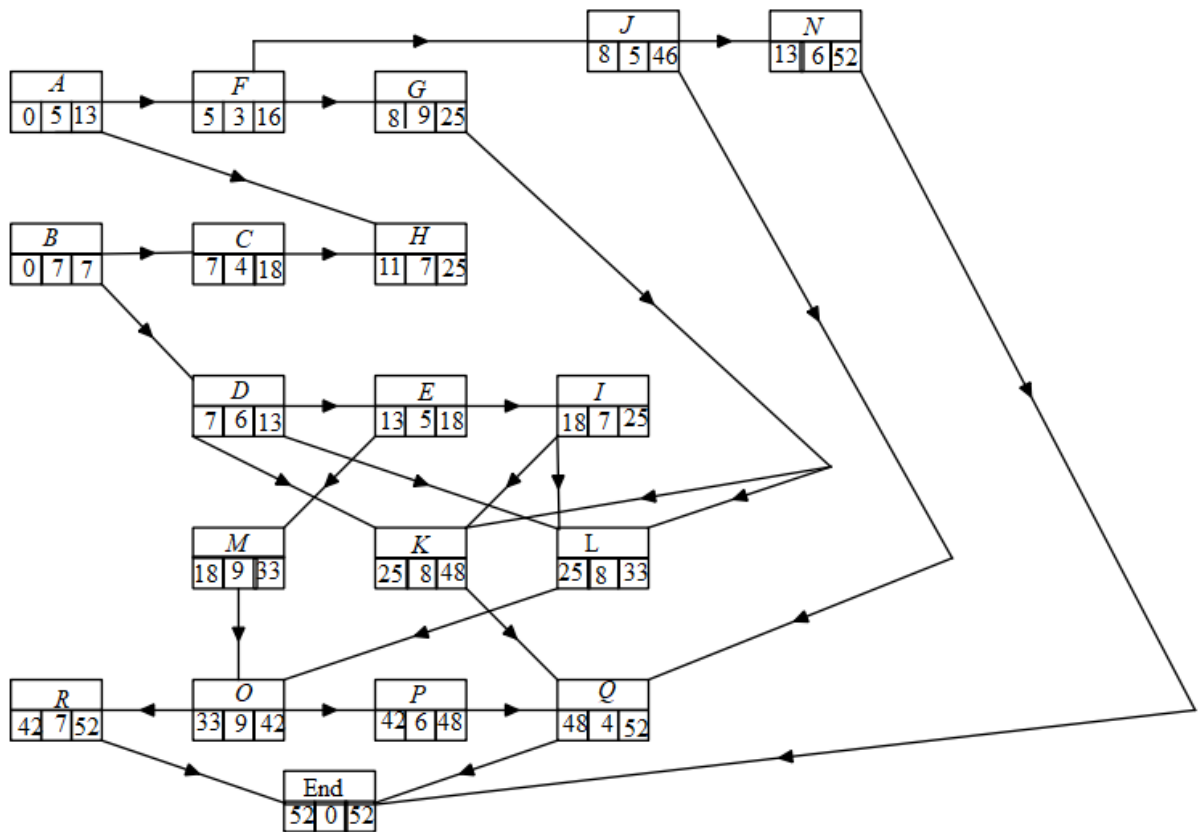 J
8 5 46
N
13 6 52
A
0 5 13
F
5 3 16
G
8 9 25
B
0 7 7
C
7 4 18
H
11 7 25
D
7 6 13
E
13 5 18
I
18 7 25
M
18 9 33
K
25 8 48
L
25 8 33
R
42 7 52
O
33 9 42
P
42 6 48
Q
48 4 52
End
52 0 52